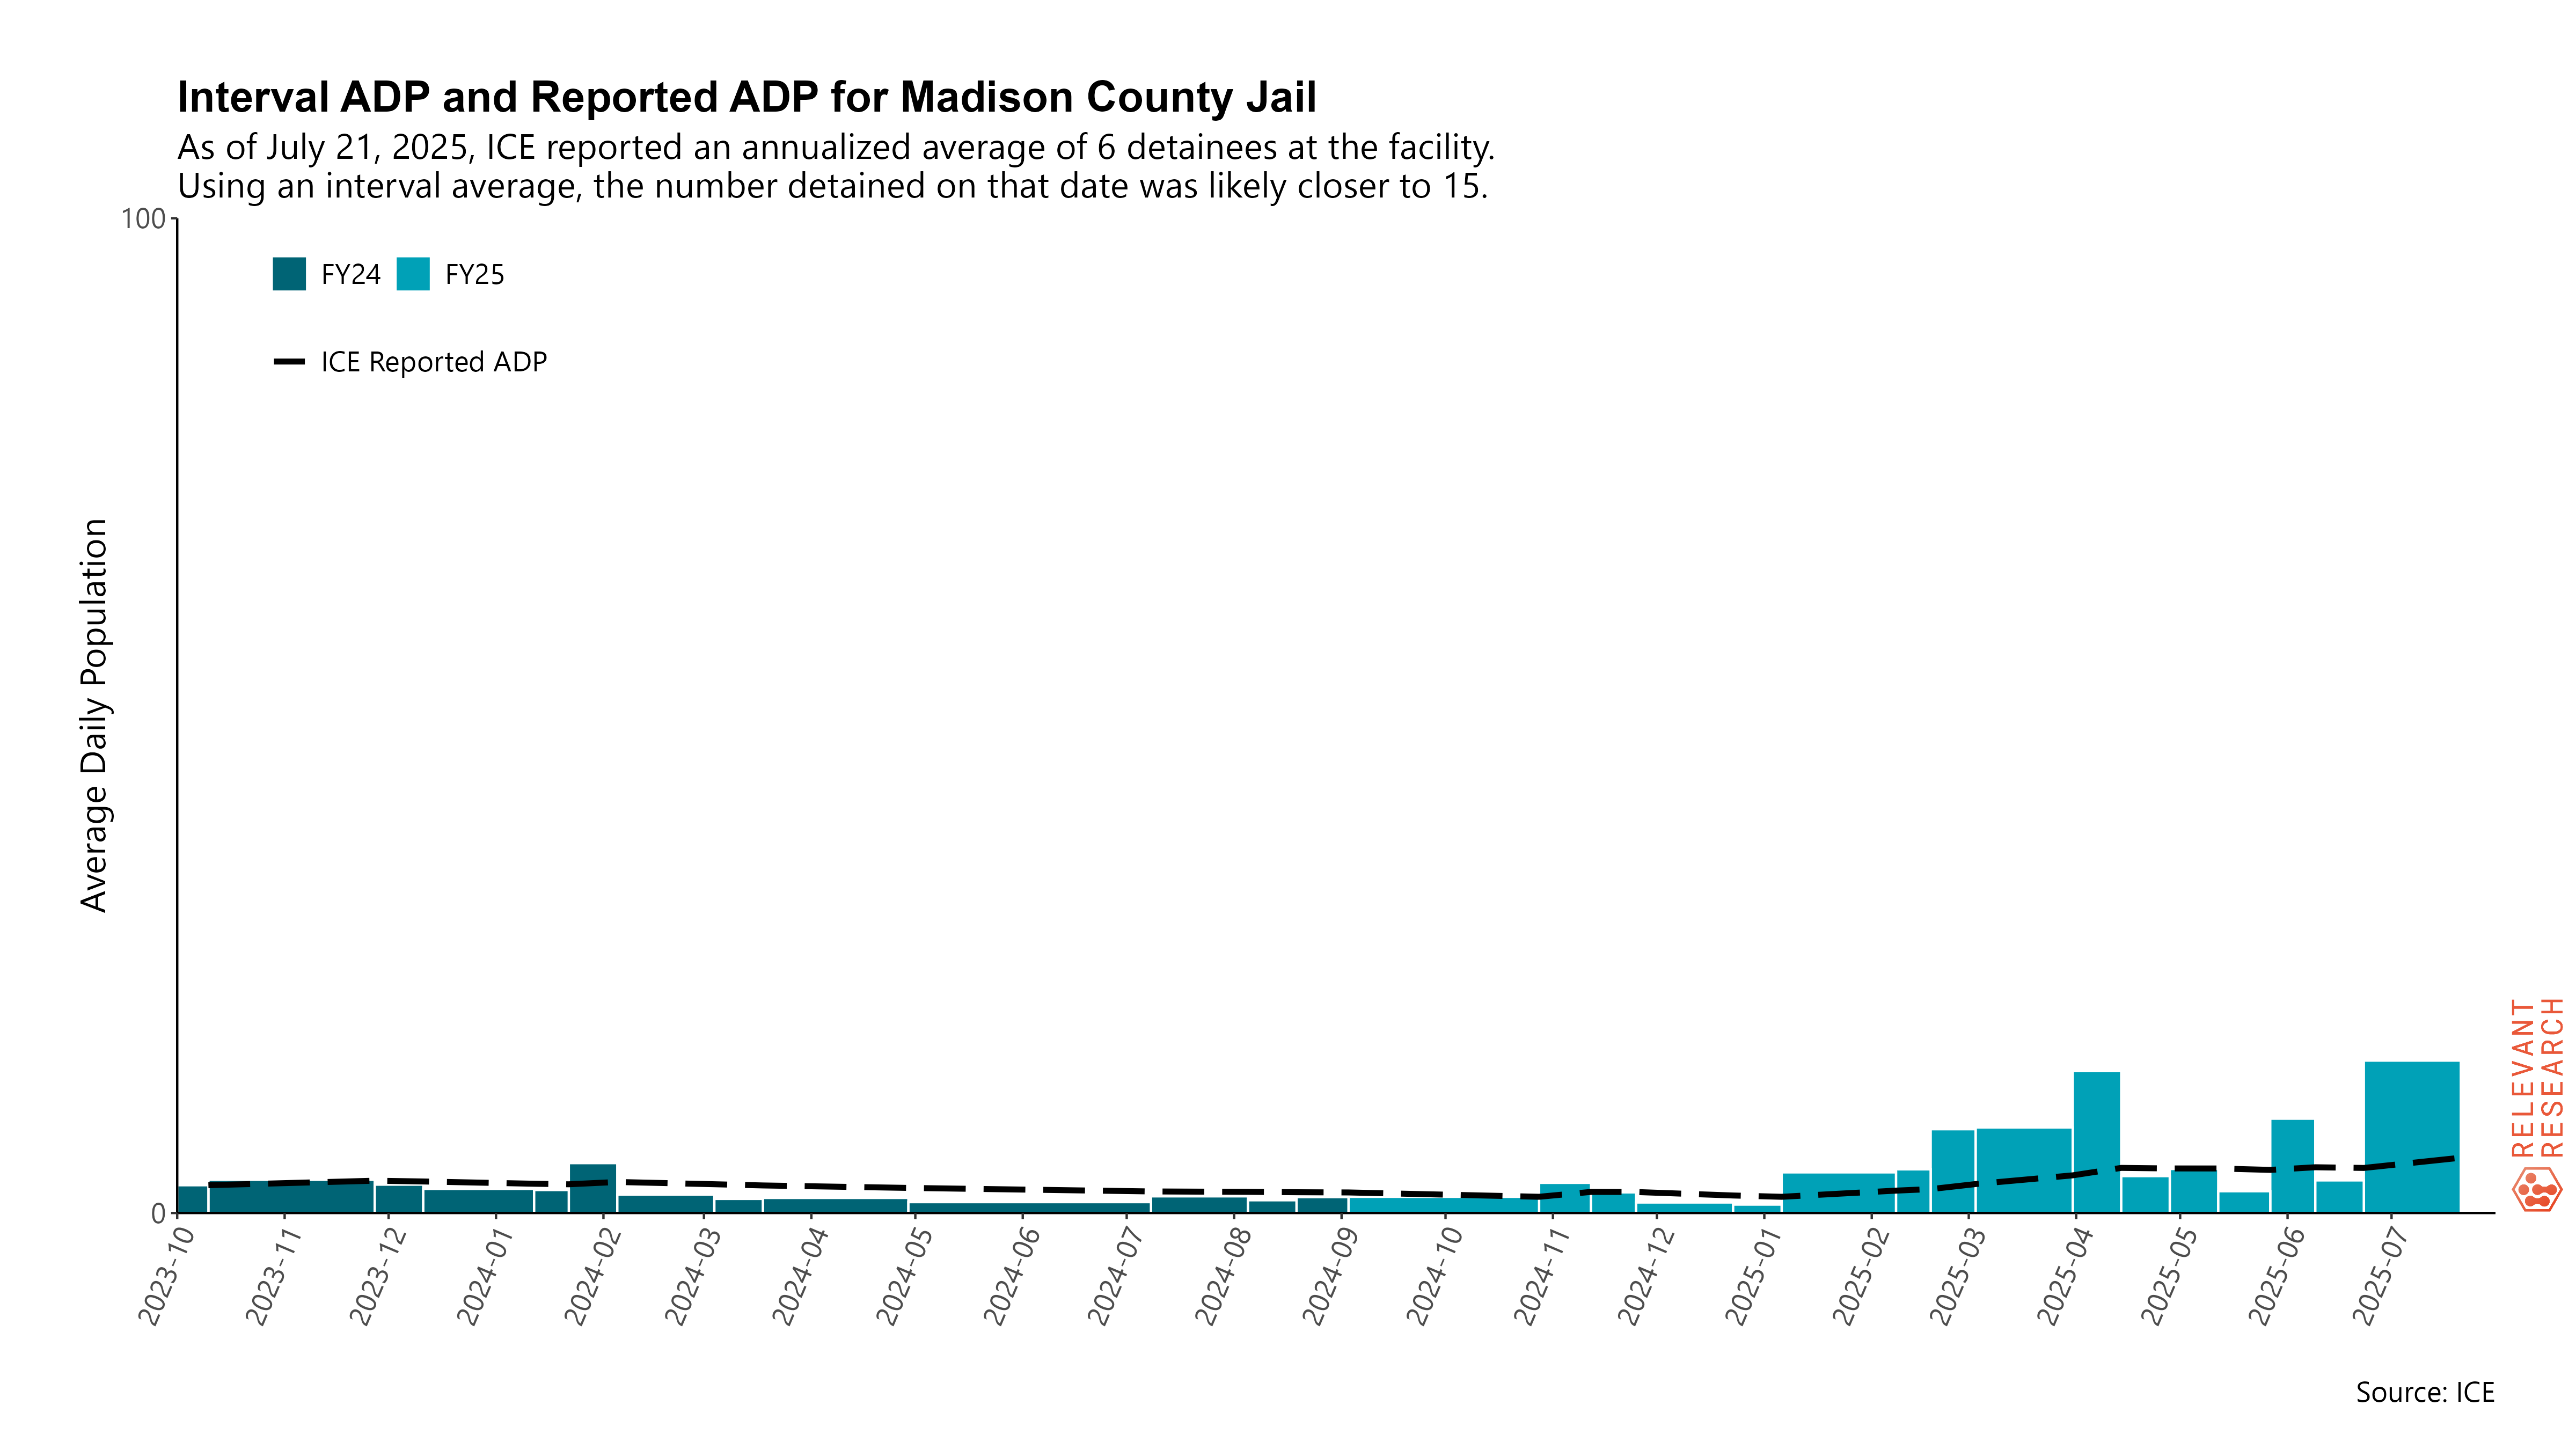 Interval ADP and Reported ADP for Madison County Jail
As of July 21, 2025, ICE reported an annualized average of 6 detainees at the facility.
Using an interval average, the number detained on that date was likely closer to 15.
100
FY24 FY25
ICE Reported ADP
Average Daily Population
0
2023-10
2023-11
2023-12
2024-01
2024-02
2024-03
2024-04
2024-05
2024-06
2024-07
2024-08
2024-09
2024-10
2024-11
2024-12
2025-01
2025-02
2025-03
2025-04
2025-05
2025-06
2025-07
RELEVANT
RESEARCH
Source: ICE